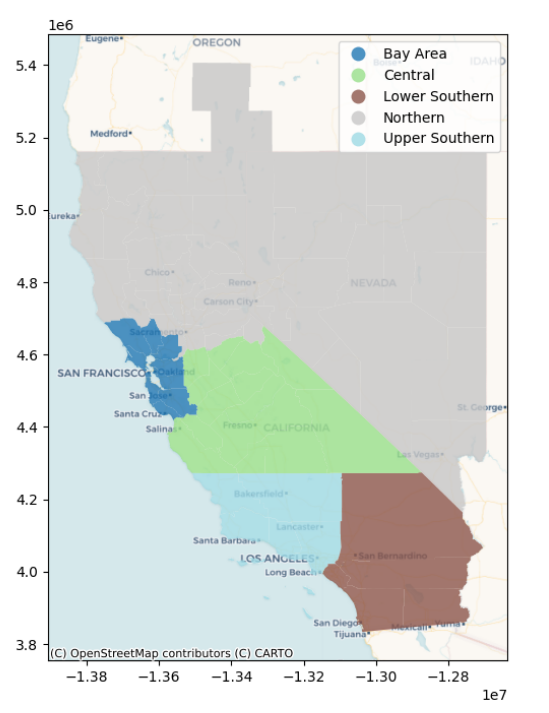 1e6
Eugene
OREGON
Bay Area
Central
Lower Southern
Northern
Upper Southern
IDAHO
5.4
Medford
5.2
5.0
ureka
Chico
Reno
4.8
Carson City
NEVADA
Sacramento
4.6
SAN FRANCISCO
Oakland
San Jose
St. George
4.4
Santa Cruz
Salinas
Fresno
CALIFORNIA
Las Vegas
4.2
Bakersfield
Lancaster
Santa Barbara
LOS ANGELES
San Bernardino
4.0
Long Beach
San Diego
Mexicali
Yuma
Tijuana
3.8
(C) OpenStreetMap contributors (C) CARTO
−1.38
−1.36
−1.34
−1.32
−1.30
−1.28
1e7